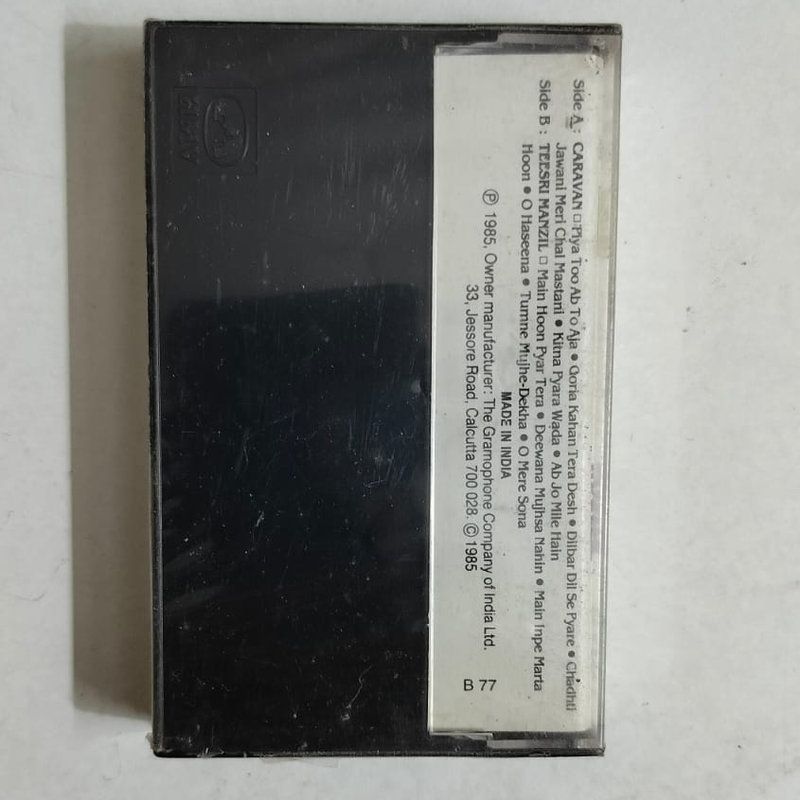 Side A : CARAVAN □ Piya Too Ab To Aja • Goria Kahan Tera Desh • Dilbar Dil Se Pyare • Chadhti
Jawani Meri Chal Mastani • Kitna Pyara Wada • Ab Jo Mile Hain
Side B : TEESRI MANZIL □ Main Hoon Pyar Tera • Deewana Mujhsa Nahin • Main Inpe Marta
Hoon • O Haseena • Tumne Mujhe-Dekha • O Mere Sona
MADE IN INDIA
℗ 1985, Owner manufacturer: The Gramophone Company of India Ltd.
33, Jessore Road, Calcutta 700 028. © 1985
B 77